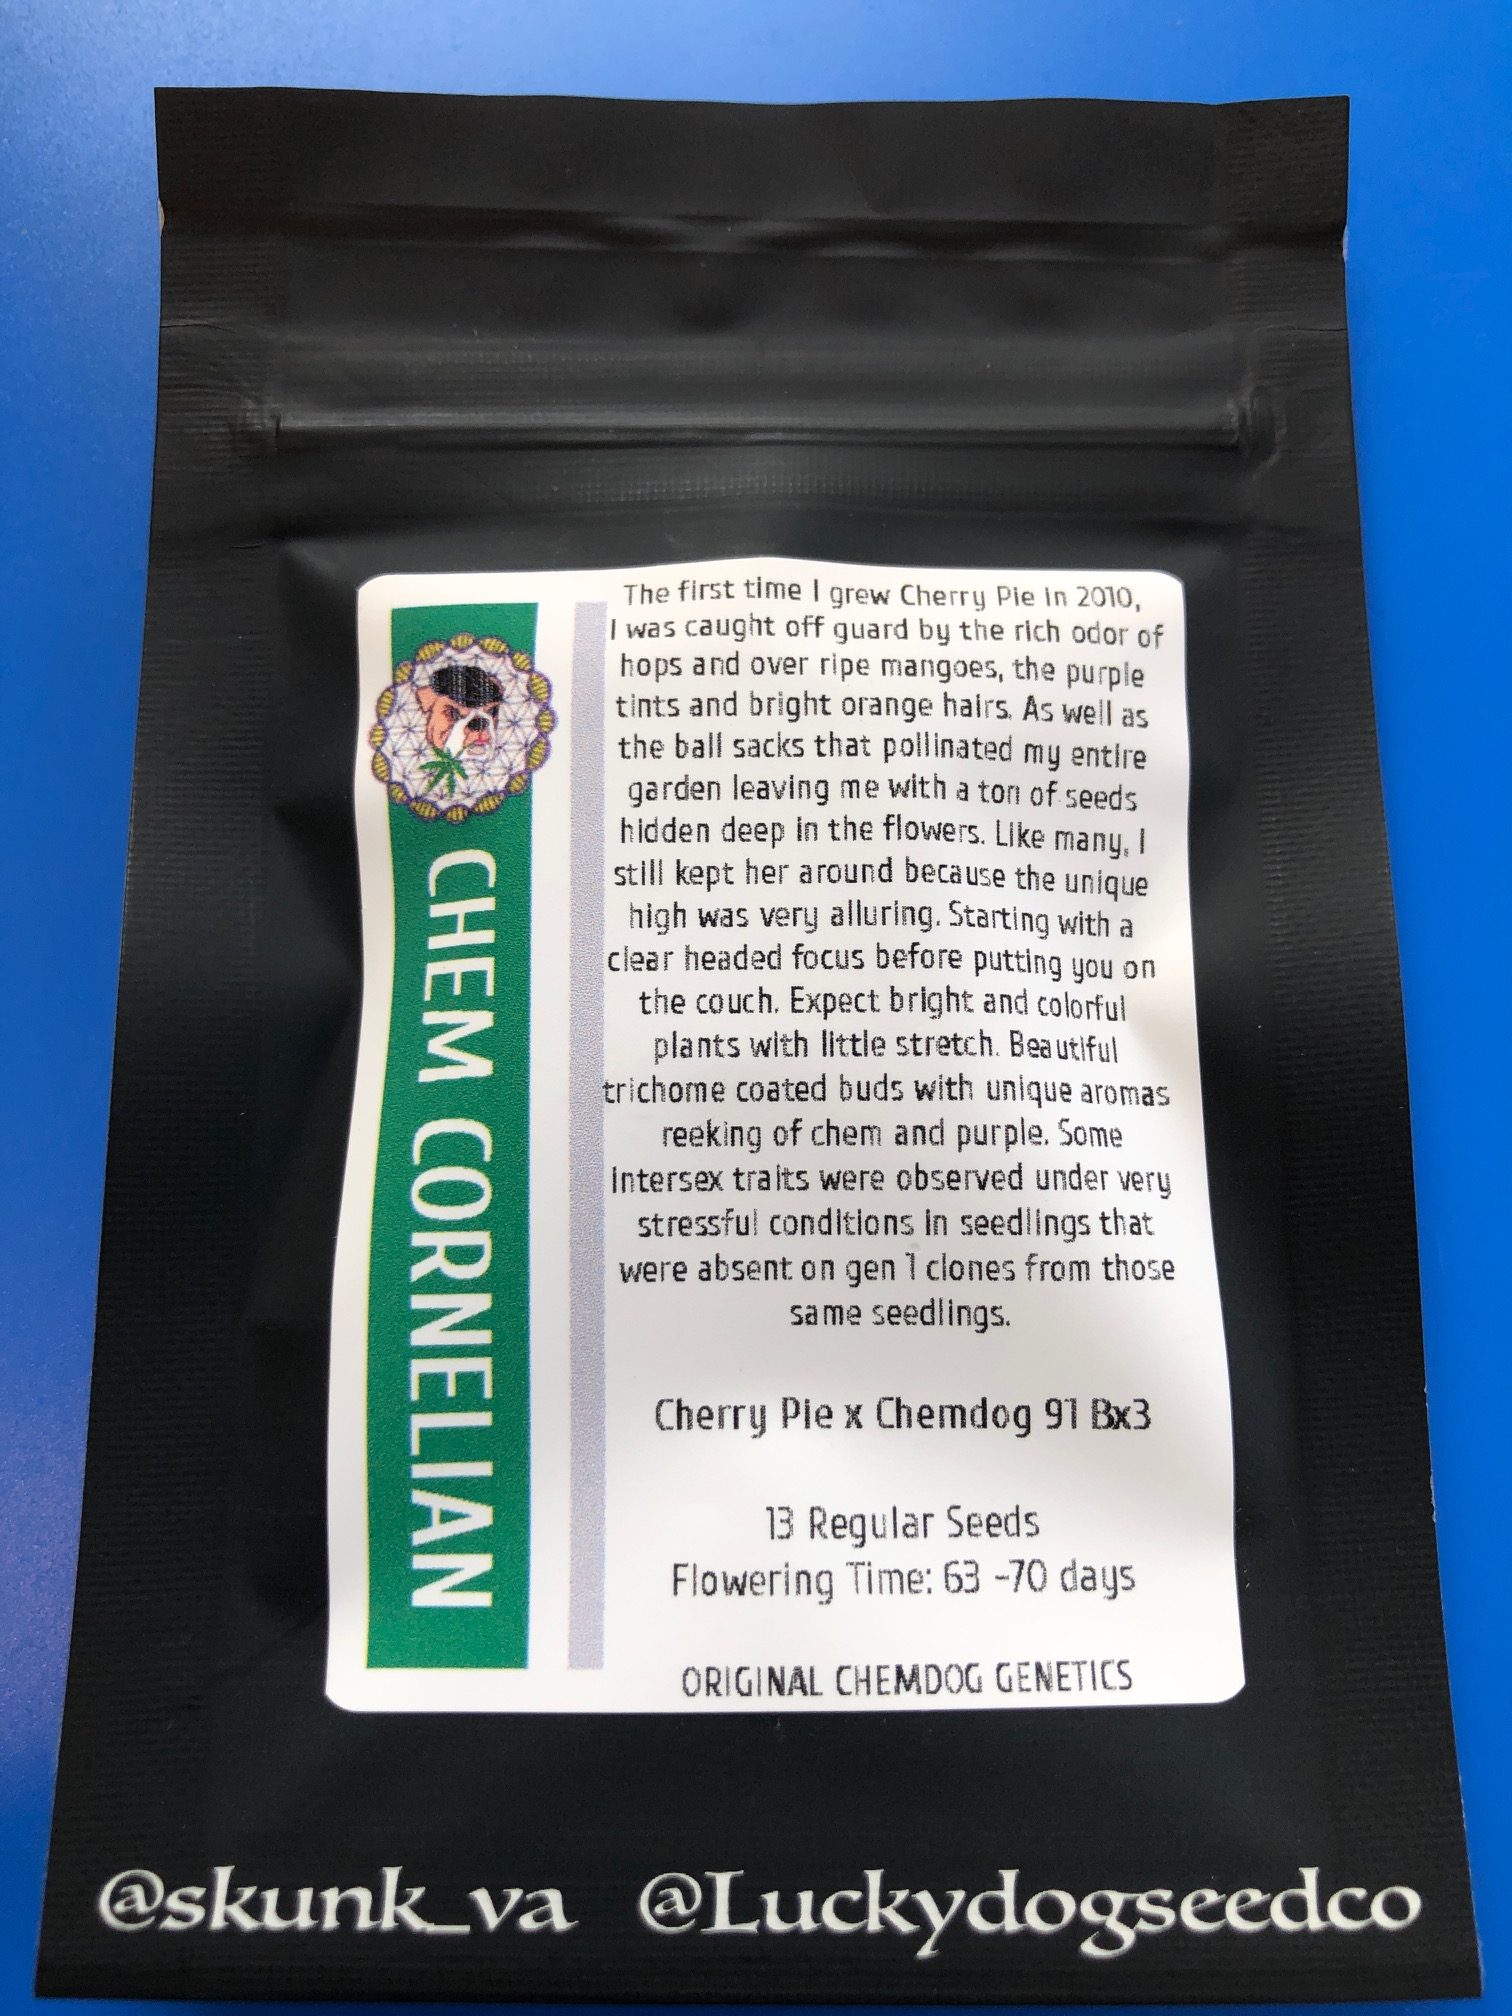 The first time I grew Cherry Pie in 2010,
I was caught off guard by the rich odor of
hops and over ripe mangoes, the purple
tints and bright orange hairs. As well as
the ball sacks that pollinated my entire
garden leaving me with a ton of seeds
hidden deep in the flowers. Like many, I
still kept her around because the unique
high was very alluring. Starting with a
clear headed focus before putting you on
the couch. Expect bright and colorful
plants with little stretch. Beautiful
trichome coated buds with unique aromas
reeking of chem and purple. Some
intersex traits were observed under very
stressful conditions in seedlings that
were absent on gen 1 clones from those
same seedlings.
Cherry Pie x Chemdog 91 Bx3
13 Regular Seeds
Flowering Time: 63 -70 days
ORIGINAL CHEMDOG GENETICS
CHEM CORNELIAN
@skunk_va @Luckydogseedco